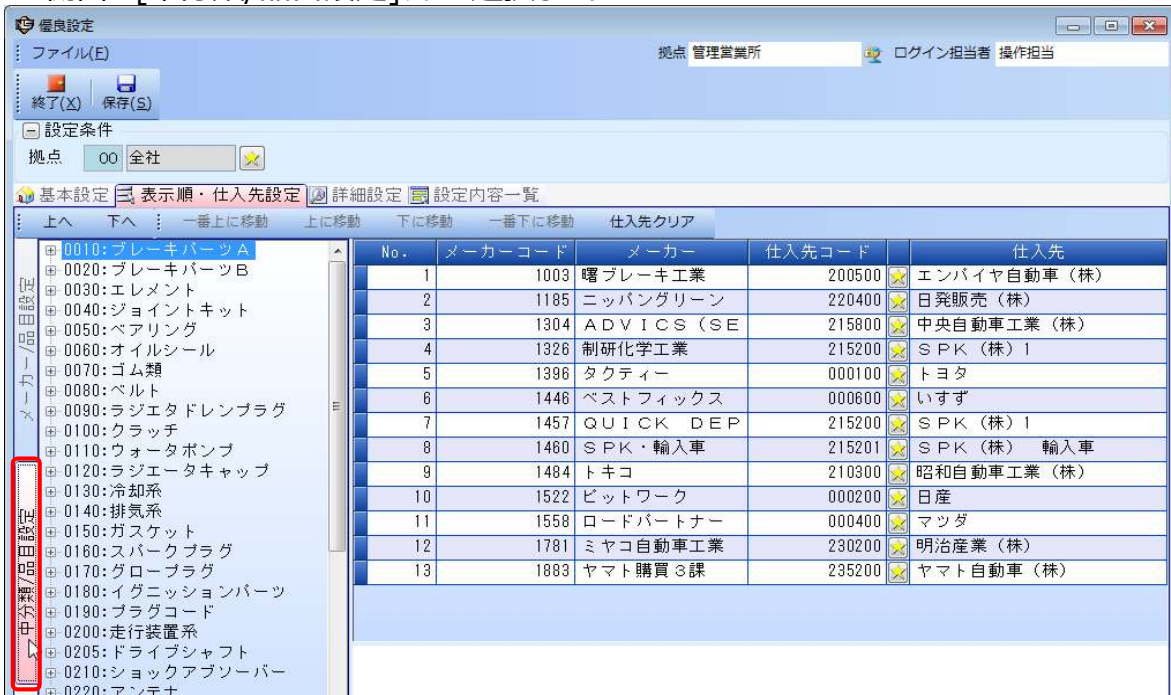 優良設定
ファイル(F) 拠点 管理営業所 ログイン担当者 操作担当
終了(X) 保存(S)
設定条件
拠点 00 全社
基本設定 表示順・仕入先設定 詳細設定 設定内容一覧
上へ 下へ 一番上に移動 上に移動 下に移動 一番下に移動 仕入先クリア
メーカー/品目設定
中分類/品目設定
0010:ブレーキパーツA
0020:ブレーキパーツB
0030:エレメント
0040:ジョイントキット
0050:ベアリング
0060:オイルシール
0070:ゴム類
0080:ベルト
0090:ラジエタドレンプラグ
0100:クラッチ
0110:ウォータポンプ
0120:ラジエータキャップ
0130:冷却系
0140:排気系
0150:ガスケット
0160:スパークプラグ
0170:グロープラグ
0180:イグニッションパーツ
0190:プラグコード
0200:走行装置系
0205:ドライブシャフト
0210:ショックアブソーバー
0220:アンテナ
No. メーカーコード メーカー 仕入先コード 仕入先
1 1003 曙ブレーキ工業 200500 エンパイヤ自動車(株)
2 1185 ニッパングリーン 220400 日発販売(株)
3 1304 ADVICS(SE 215800 中央自動車工業(株)
4 1326 制研化学工業 215200 SPK(株)1
5 1396 タクティー 000100 トヨタ
6 1446 ベストフィックス 000600 いすず
7 1457 QUICK DEP 215200 SPK(株)1
8 1460 SPK・輸入車 215201 SPK(株) 輸入車
9 1484 トキコ 210300 昭和自動車工業(株)
10 1522 ピットワーク 000200 日産
11 1558 ロードパートナー 000400 マツダ
12 1781 ミヤコ自動車工業 230200 明治産業(株)
13 1883 ヤマト購買3課 235200 ヤマト自動車(株)